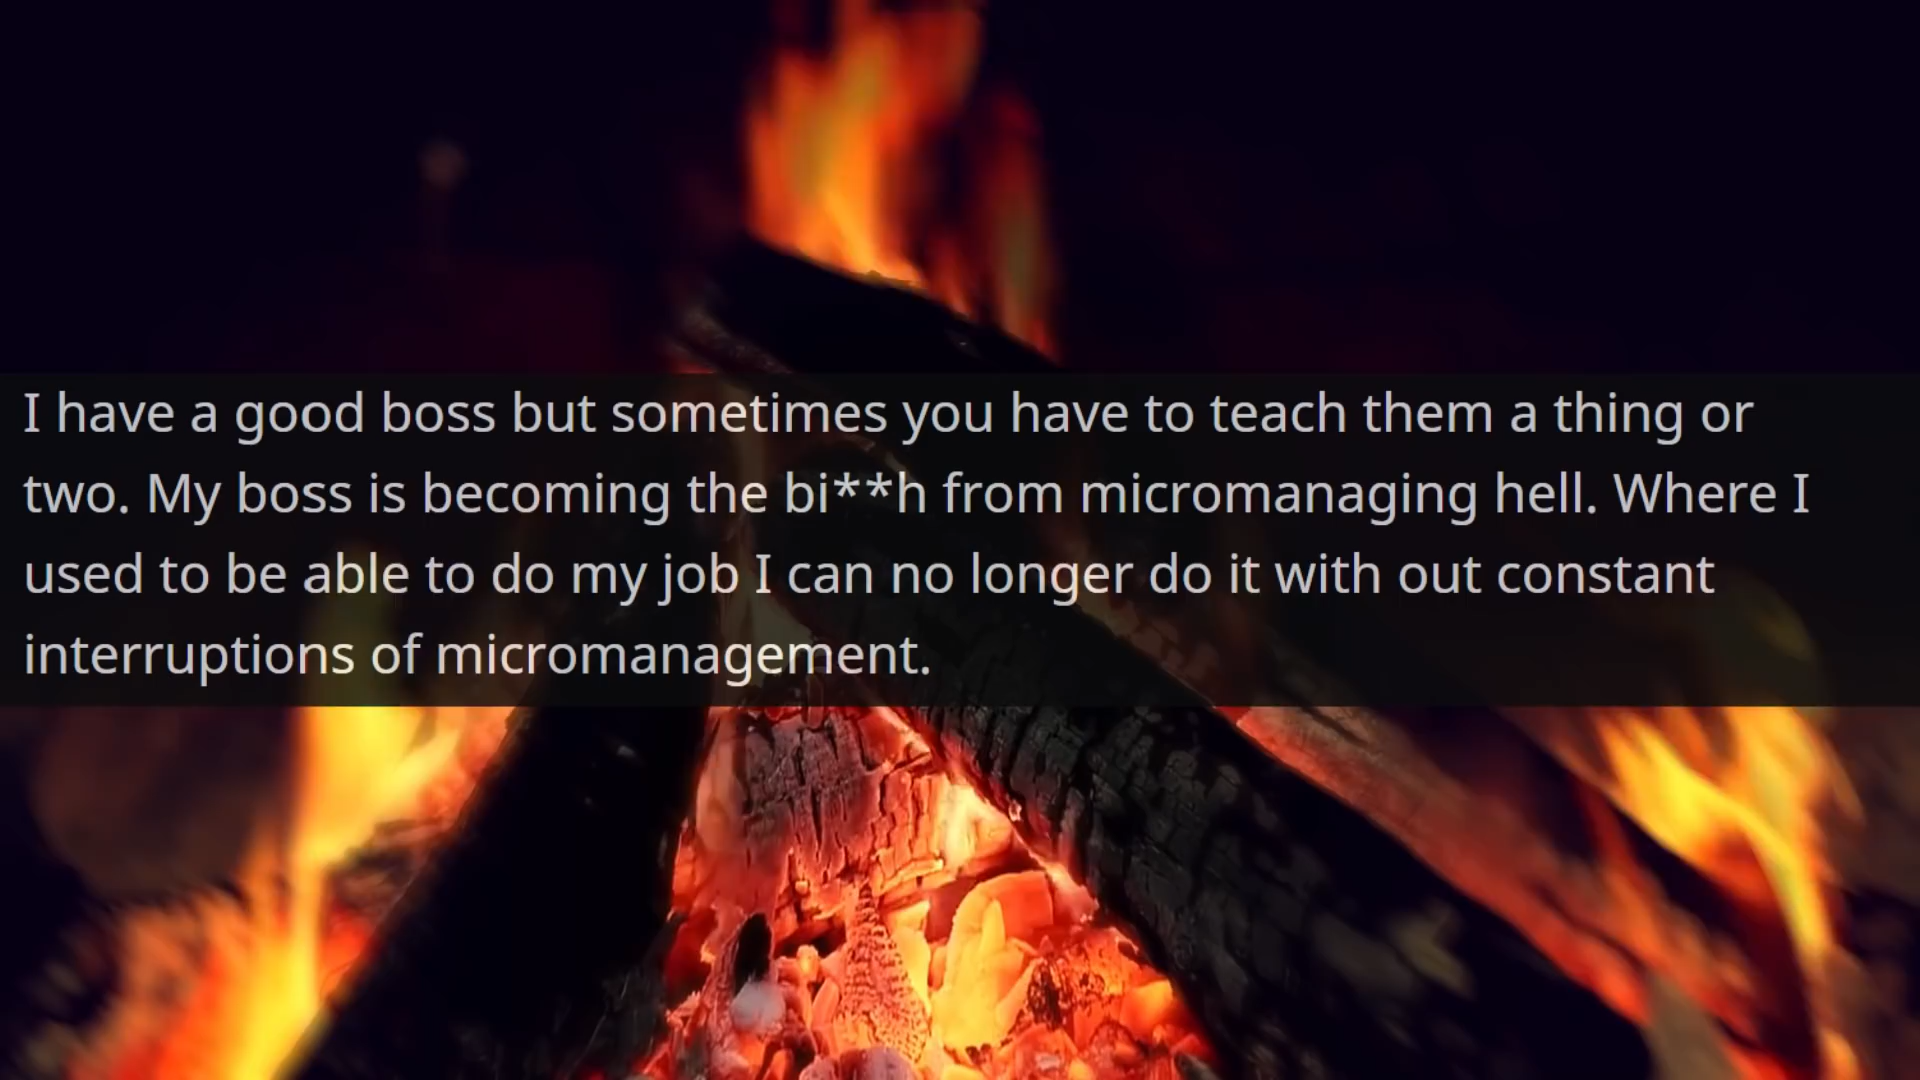 I have a good boss but sometimes you have to teach them a thing or
two. My boss is becoming the bi**h from micromanaging hell. Where I
used to be able to do my job I can no longer do it with out constant
interruptions of micromanagement.